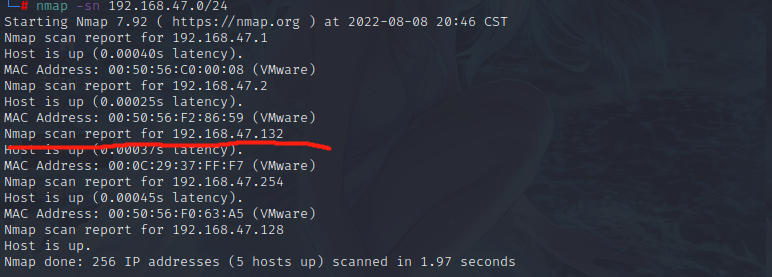 └─# nmap -sn 192.168.47.0/24
Starting Nmap 7.92 ( https://nmap.org ) at 2022-08-08 20:46 CST
Nmap scan report for 192.168.47.1
Host is up (0.00040s latency).
MAC Address: 00:50:56:C0:00:08 (VMware)
Nmap scan report for 192.168.47.2
Host is up (0.00025s latency).
MAC Address: 00:50:56:F2:86:59 (VMware)
Nmap scan report for 192.168.47.132
Host is up (0.00037s latency).
MAC Address: 00:0C:29:37:FF:F7 (VMware)
Nmap scan report for 192.168.47.254
Host is up (0.00045s latency).
MAC Address: 00:50:56:F0:63:A5 (VMware)
Nmap scan report for 192.168.47.128
Host is up.
Nmap done: 256 IP addresses (5 hosts up) scanned in 1.97 seconds